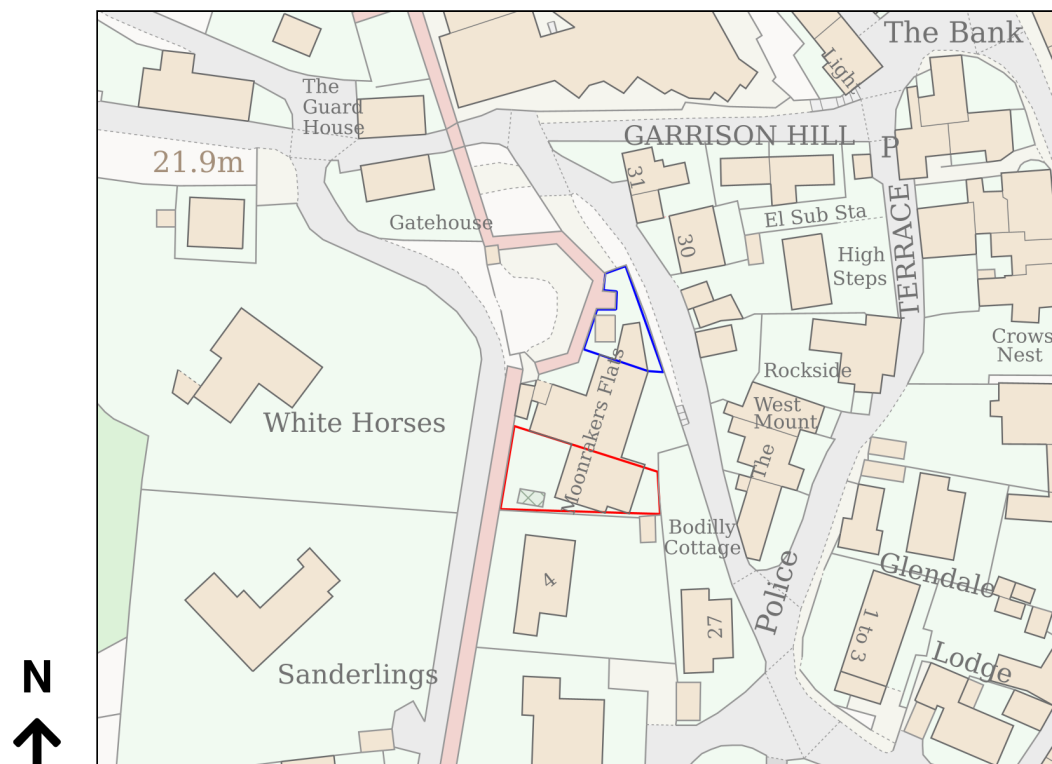 The Bank
Ligh
The
Guard
House
GARRISON HILL
P
21.9m
31
TERRACE
El Sub Sta
Gatehouse
30
High
Steps
Crows
Nest
Moonrakers Flats
Rockside
West
Mount
The
White Horses
Bodilly
Cottage
4
Police
Glendale
27
1 to 3
Lodge
Sanderlings
N